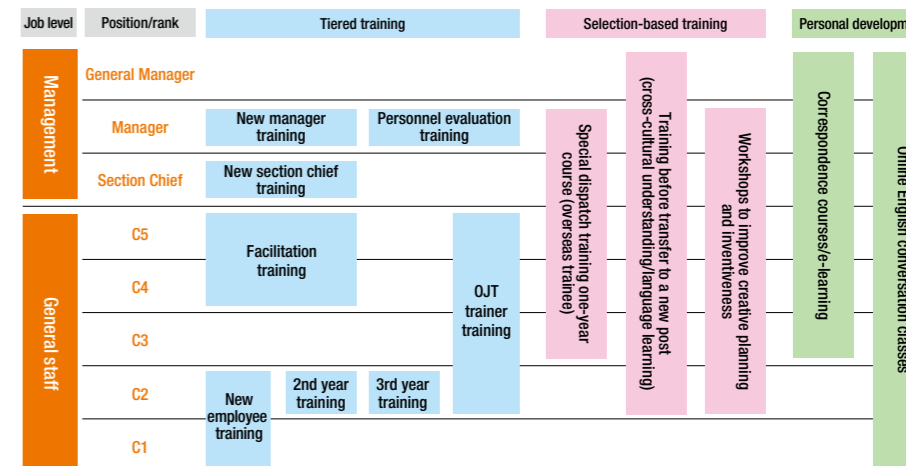 Job level
Position/rank
Tiered training
Selection-based training
Personal developm
Management
General Manager
Manager
Section Chief
New manager
training
Personnel evaluation
training
New section chief
training
General staff
C5
C4
C3
C2
C1
Facilitation
training
OJT
trainer
training
New
employee
training
2nd year
training
3rd year
training
Special dispatch training one-year
course (overseas trainee)
Training before transfer to a new post
(cross-cultural understanding/language learning)
Workshops to improve creative planning
and inventiveness
Correspondence courses/e-learning
Online English conversation classes